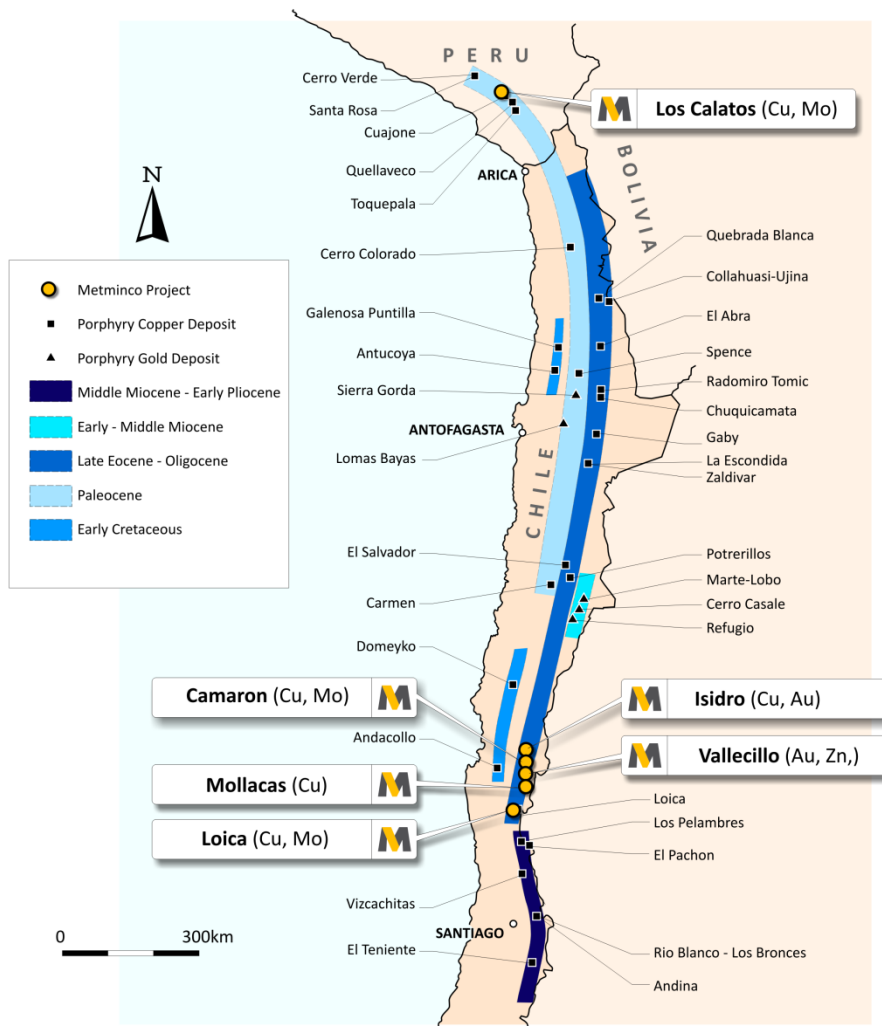 PERU
Cerro Verde
Santa Rosa
Cuajone
Quellaveco
Toquepala
Los Calatos (Cu, Mo)
BOLIVIA
N
ARICA
Cerro Colorado
Quebrada Blanca
Collahuasi-Ujina
Metminco Project
Porphyry Copper Deposit
Porphyry Gold Deposit
Middle Miocene - Early Pliocene
Early - Middle Miocene
Late Eocene - Oligocene
Paleocene
Early Cretaceous
Galenosa Puntilla
Antucoya
Sierra Gorda
ANTOFAGASTA
Lomas Bayas
El Abra
Spence
Radomiro Tomic
Chuquicamata
Gaby
La Escondida
Zaldivar
CHILE
El Salvador
Carmen
Domeyko
Potrerillos
Marte-Lobo
Cerro Casale
Refugio
Camaron (Cu, Mo)
Isidro (Cu, Au)
Andacollo
Mollacas (Cu)
Vallecillo (Au, Zn,)
Loica (Cu, Mo)
Loica
Los Pelambres
El Pachon
Vizcachitas
SANTIAGO
El Teniente
Rio Blanco - Los Bronces
Andina
0 300km